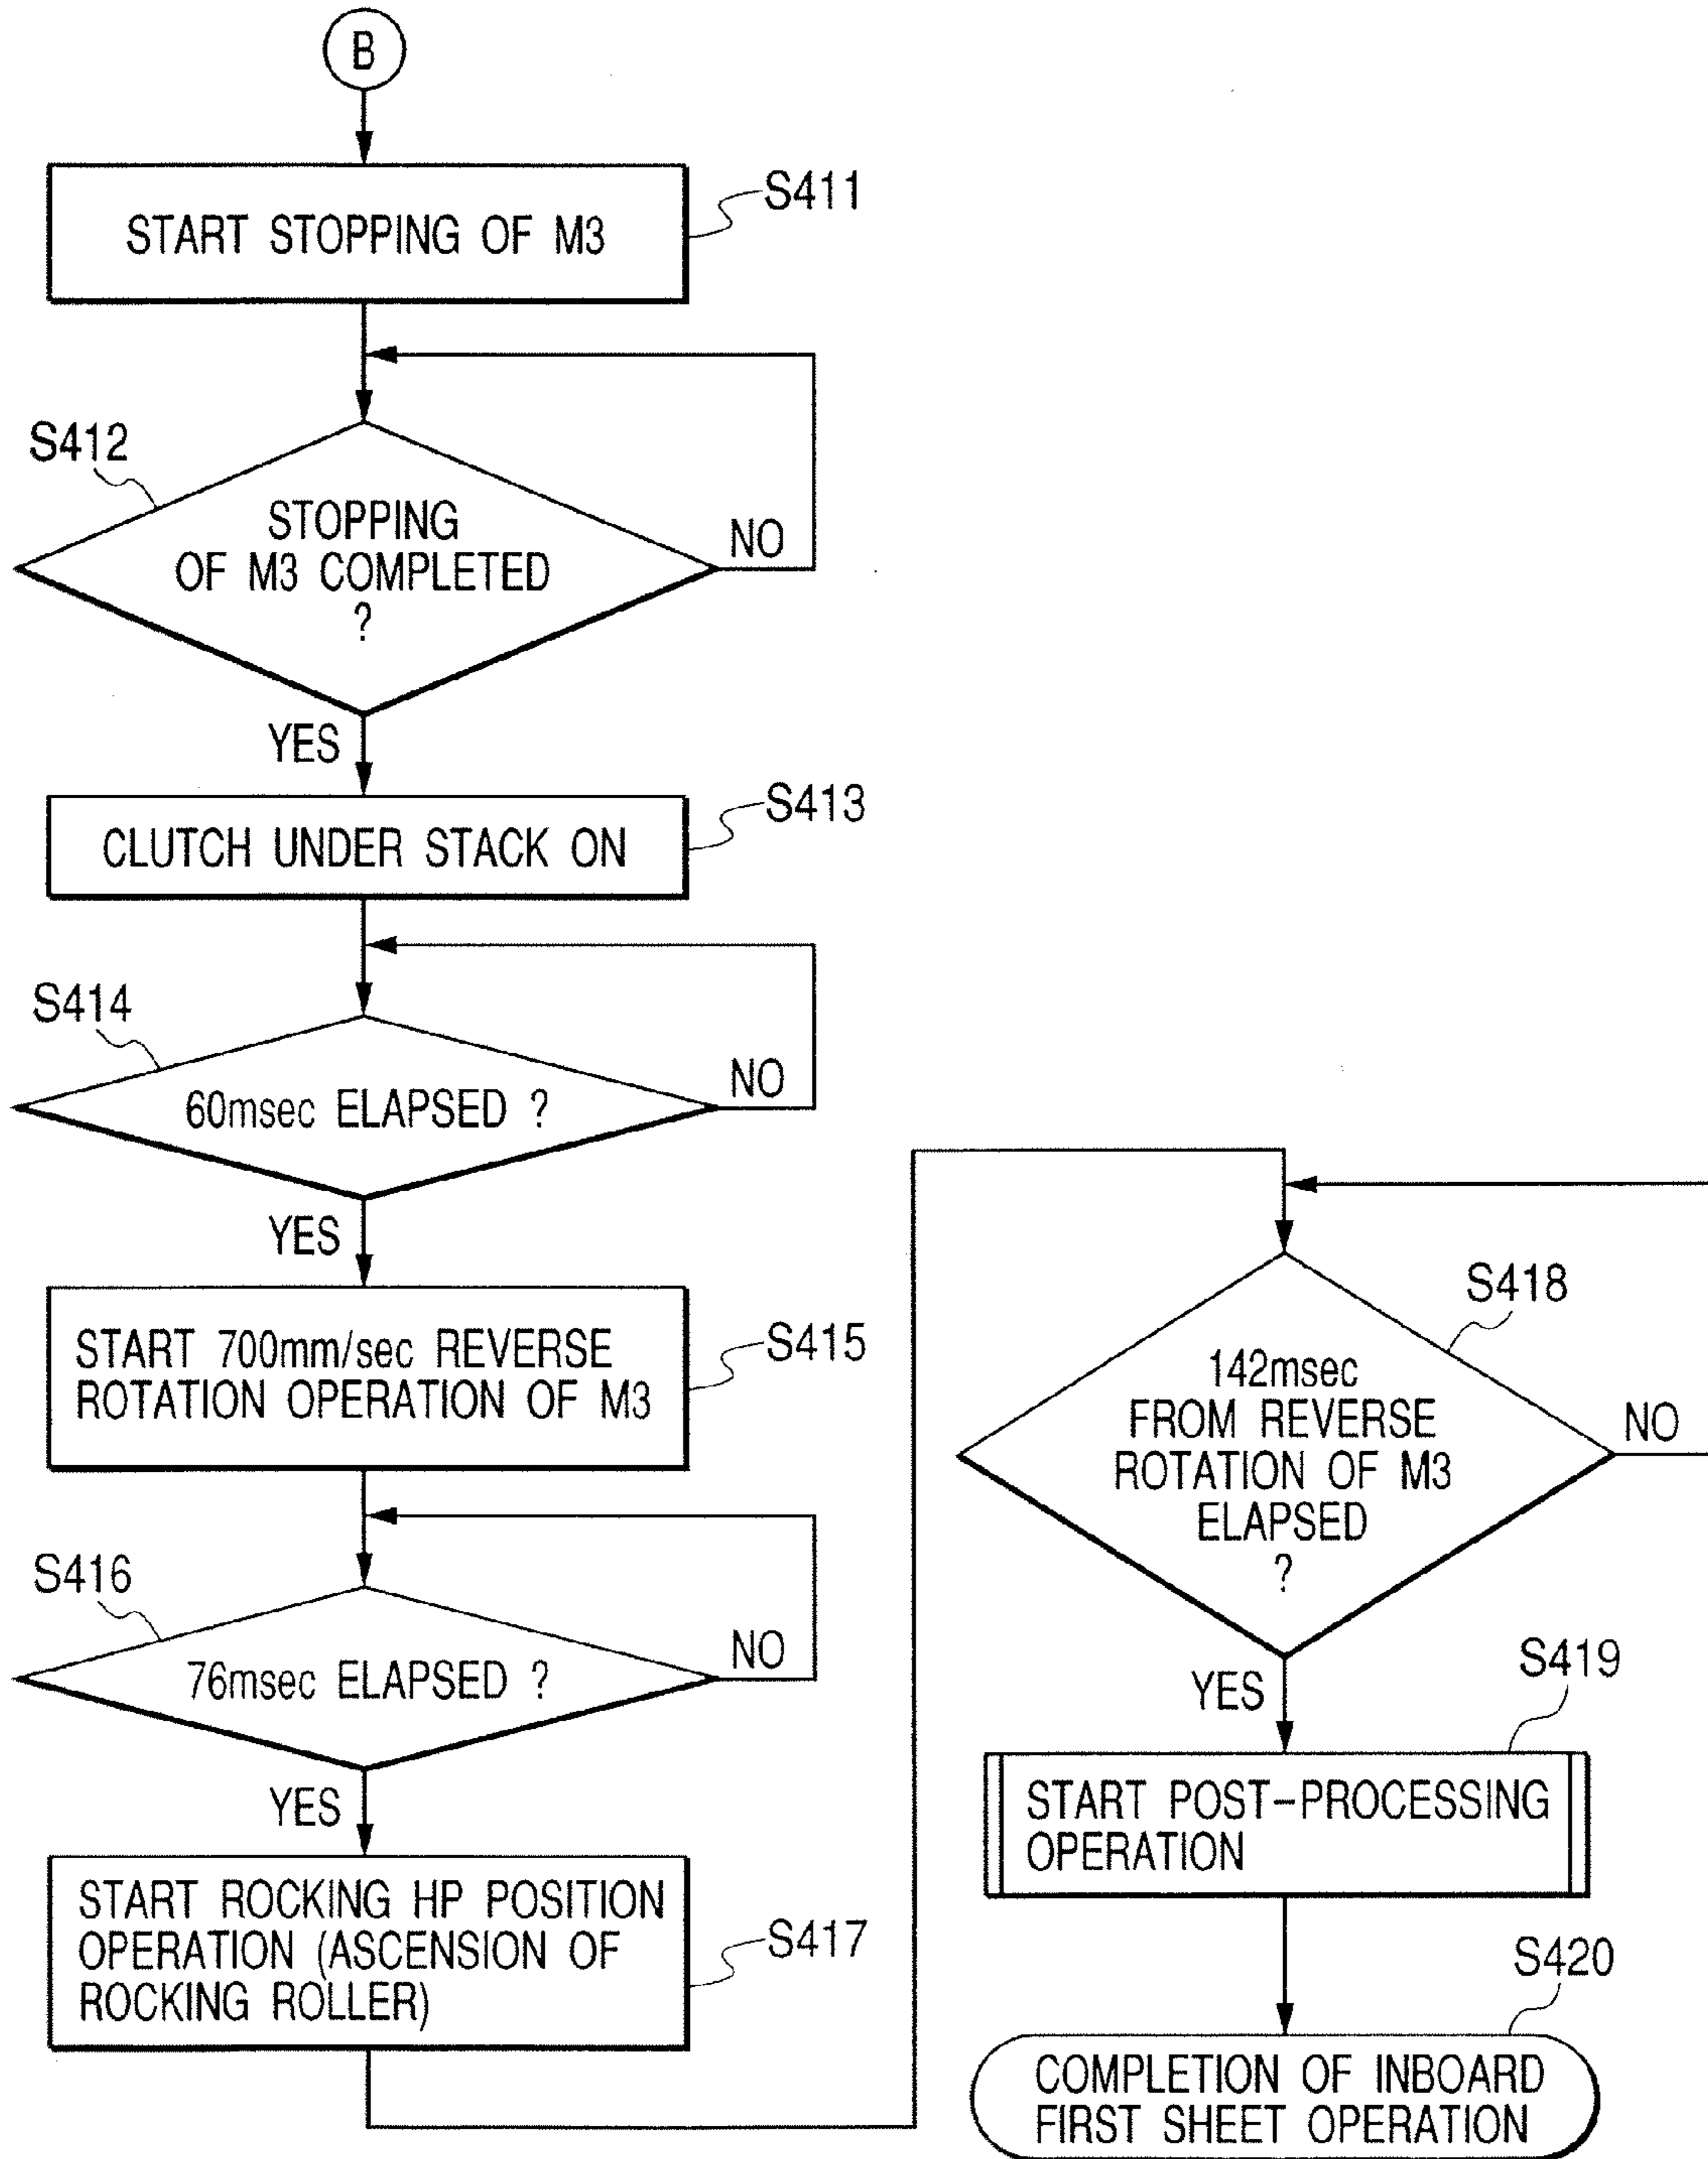 B
START STOPPING OF M3
S411
S412
STOPPING
OF M3 COMPLETED
?
NO
YES
CLUTCH UNDER STACK ON
S413
S414
60msec ELAPSED ?
NO
YES
START 700mm/sec REVERSE
ROTATION OPERATION OF M3
S415
S416
76msec ELAPSED ?
NO
YES
START ROCKING HP POSITION
OPERATION (ASCENSION OF
ROCKING ROLLER)
S417
S418
142msec
FROM REVERSE
ROTATION OF M3
ELAPSED
?
NO
YES
S419
START POST-PROCESSING
OPERATION
S420
COMPLETION OF INBOARD
FIRST SHEET OPERATION